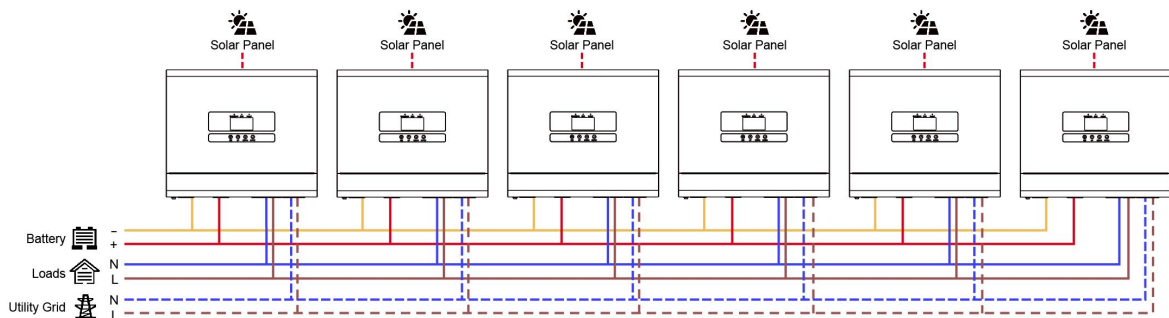 Solar Panel
Solar Panel
Solar Panel
Solar Panel
Solar Panel
Solar Panel
Battery
−
+
Loads
N
L
Utility Grid
N
L